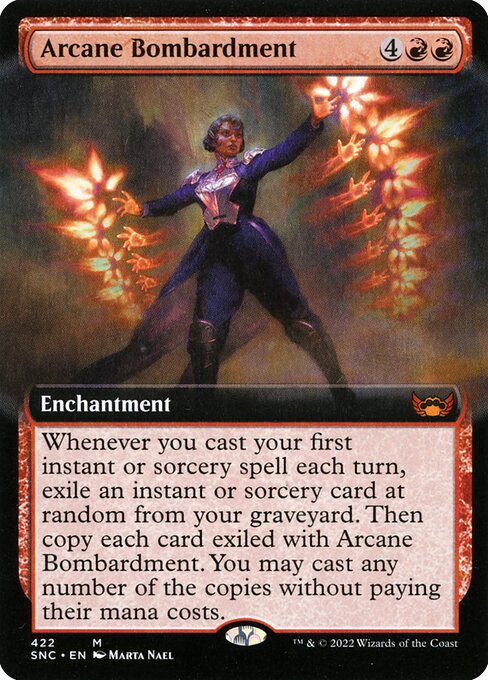 Arcane Bombardment 4
Enchantment
Whenever you cast your first
instant or sorcery spell each turn,
exile an instant or sorcery card at
random from your graveyard. Then
copy each card exiled with Arcane
Bombardment. You may cast any
number of the copies without paying
their mana costs.
422 M
SNC • EN Marta Nael
™ & © 2022 Wizards of the Coast